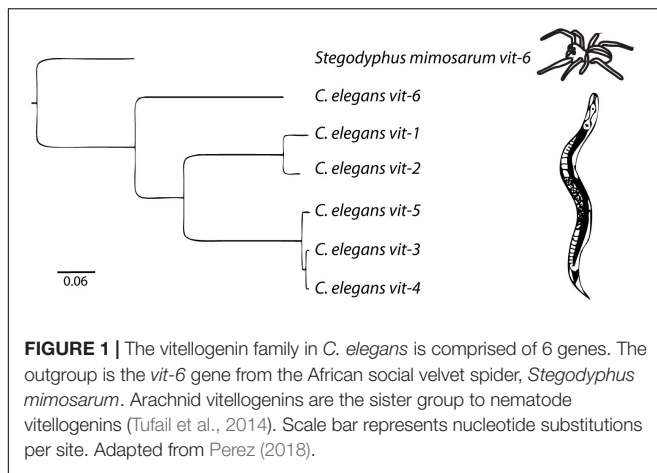 Stegodyphus mimosarum vit-6
C. elegans vit-6
C. elegans vit-1
C. elegans vit-2
C. elegans vit-5
C. elegans vit-3
C. elegans vit-4
0.06
FIGURE 1 | The vitellogenin family in C. elegans is comprised of 6 genes. The
outgroup is the vit-6 gene from the African social velvet spider, Stegodyphus
mimosarum. Arachnid vitellogenins are the sister group to nematode
vitellogenins (Tufail et al., 2014). Scale bar represents nucleotide substitutions
per site. Adapted from Perez (2018).